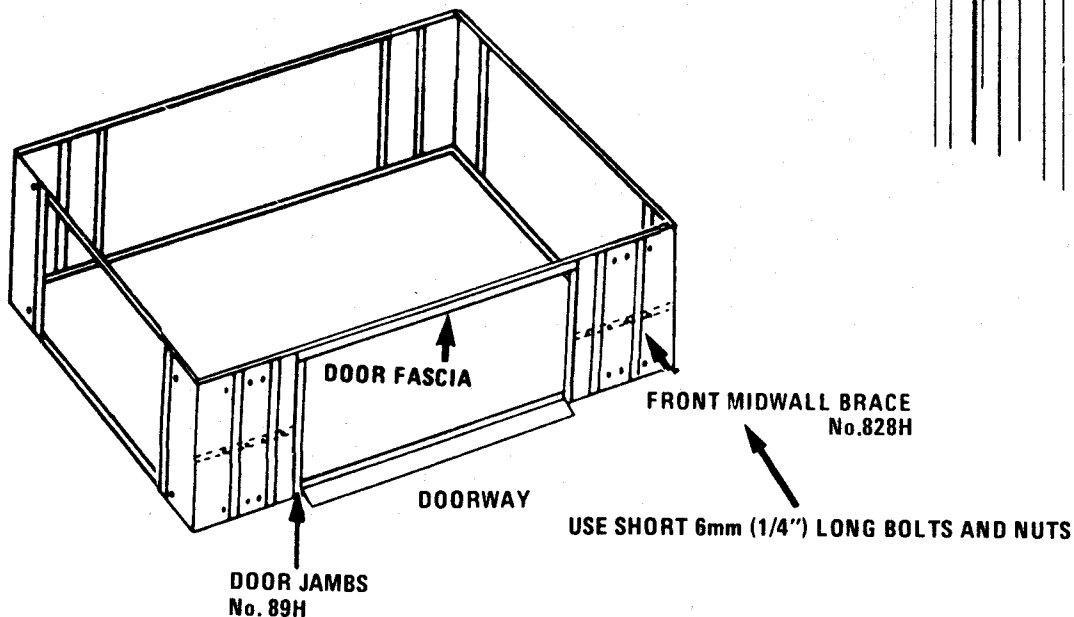 DOOR FASCIA
FRONT MIDWALL BRACE
No.828H
DOORWAY
USE SHORT 6mm (1/4") LONG BOLTS AND NUTS
DOOR JAMBS
No. 89H